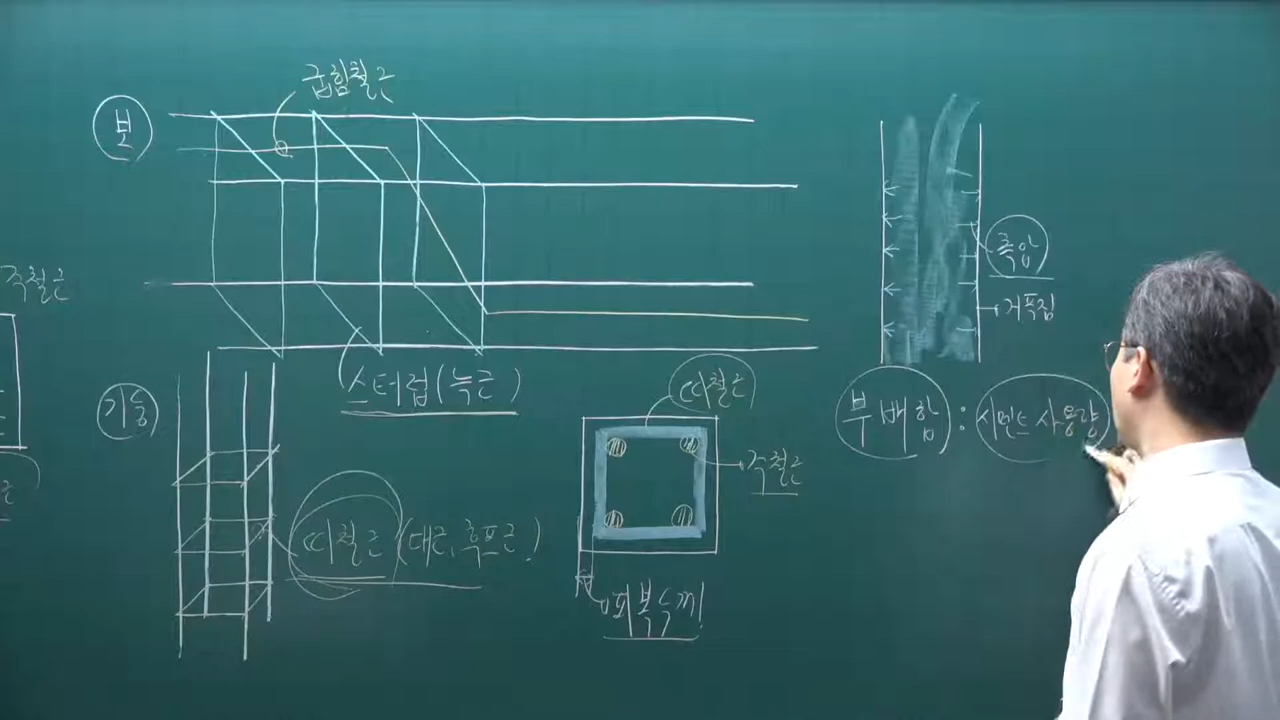 굽힘철근
보
측압
주철근
거푸집
스터럽(늑근)
띠철근
기둥
부배합 : 시멘트 사용량
주철근
띠철근(대근, 후프근)
근
피복두께